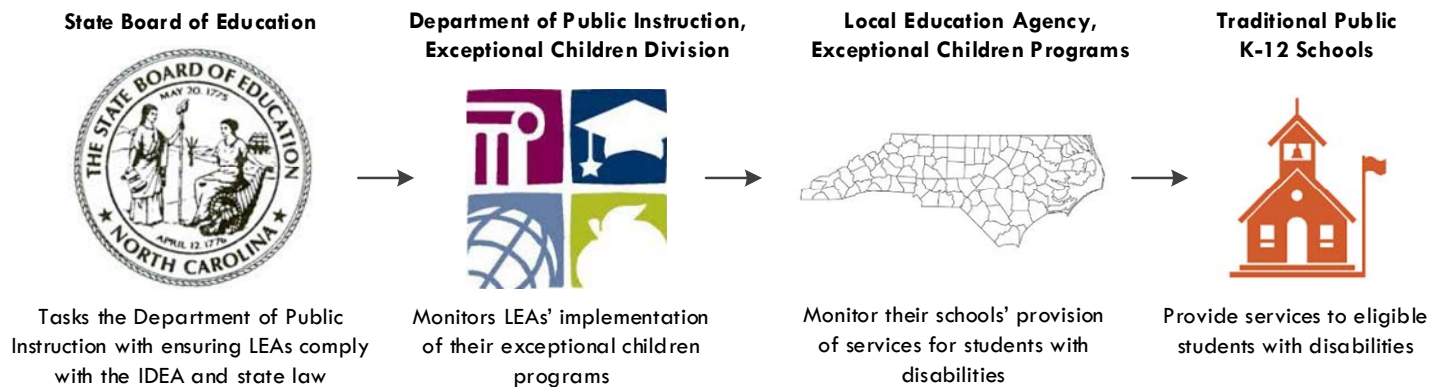 State Board of Education
THE STATE BOARD OF EDUCATION
MAY 20, 1775
APRIL 12, 1776
NORTH CAROLINA
Tasks the Department of Public
Instruction with ensuring LEAs comply
with the IDEA and state law
Department of Public Instruction,
Exceptional Children Division
Monitors LEAs’ implementation
of their exceptional children
programs
Local Education Agency,
Exceptional Children Programs
Monitor their schools’ provision
of services for students with
disabilities
Traditional Public
K-12 Schools
Provide services to eligible
students with disabilities